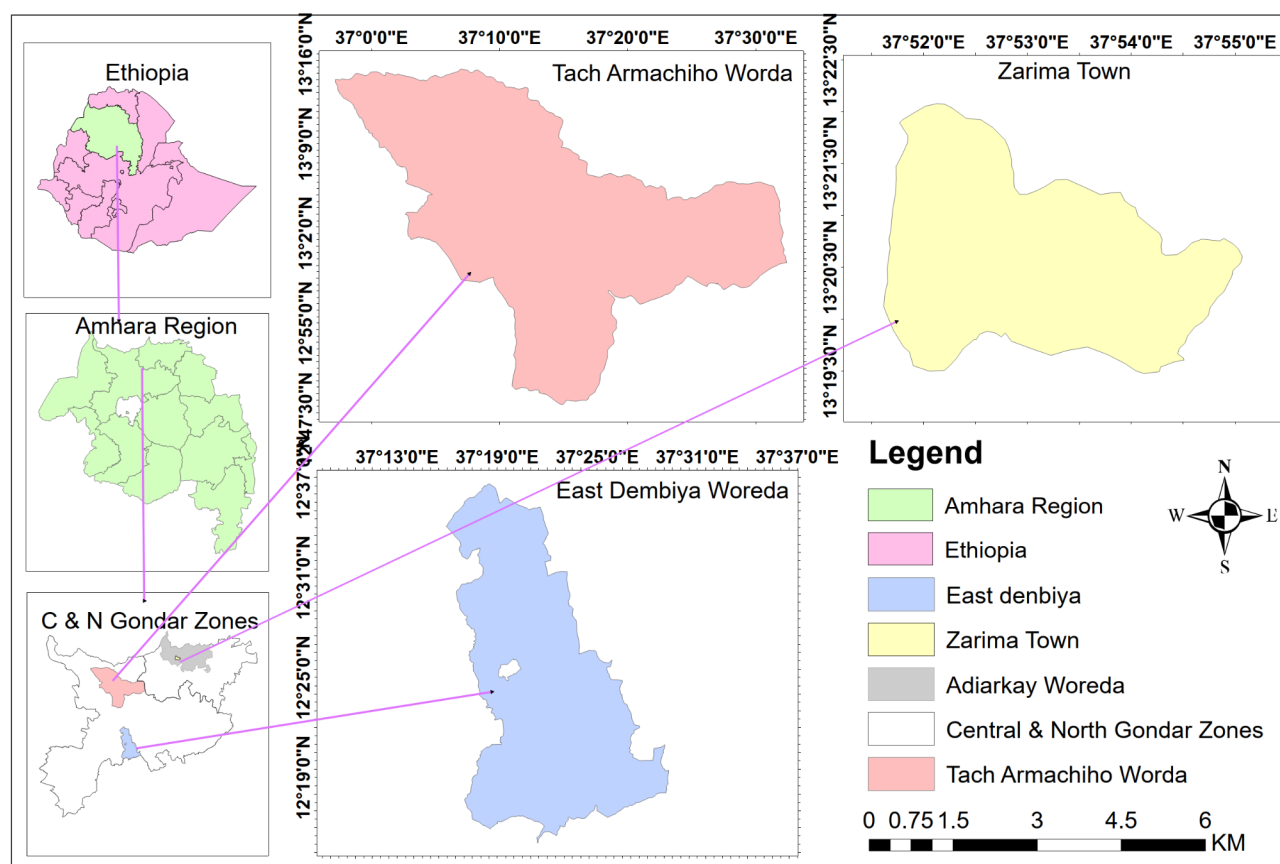 Ethiopia
Amhara Region
C & N Gondar Zones
37°0'0"E 37°10'0"E 37°20'0"E 37°30'0"E
Tach Armachiho Worda
13°16'0"N
13°9'0"N
13°2'0"N
12°55'0"N
37°52'0"E 37°53'0"E 37°54'0"E 37°55'0"E
Zarima Town
13°21'30"N
13°20'30"N
13°19'30"N
37°13'0"E 37°19'0"E 37°25'0"E 37°31'0"E 37°37'0"E
East Dembiya Woreda
12°37'0"N
12°31'0"N
12°25'0"N
12°19'0"N
Legend
Amhara Region
Ethiopia
East denbiya
Zarima Town
Adiarkay Woreda
Central & North Gondar Zones
Tach Armachiho Worda
N
W E
S
0 0.75 1.5 3 4.5 6
KM